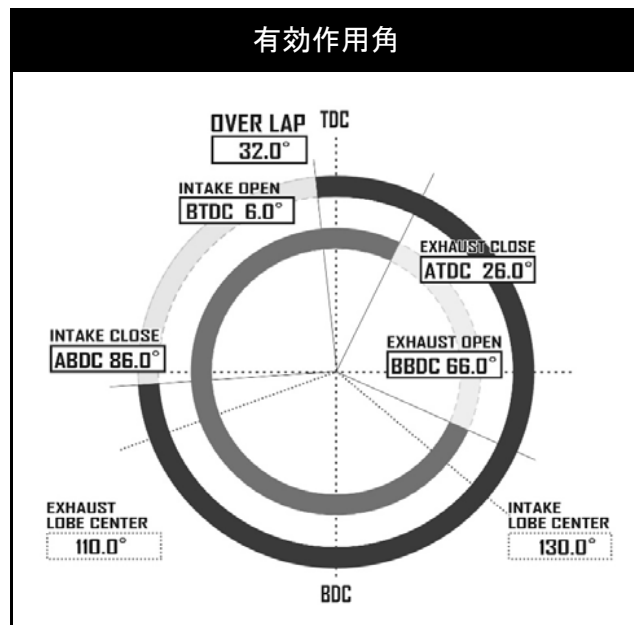 有効作用角
OVER LAP
32.0°
TDC
INTAKE OPEN
BTDC 6.0°
EXHAUST CLOSE
ATDC 26.0°
INTAKE CLOSE
ABDC 86.0°
EXHAUST OPEN
BBDC 66.0°
EXHAUST
LOBE CENTER
110.0°
INTAKE
LOBE CENTER
130.0°
BDC